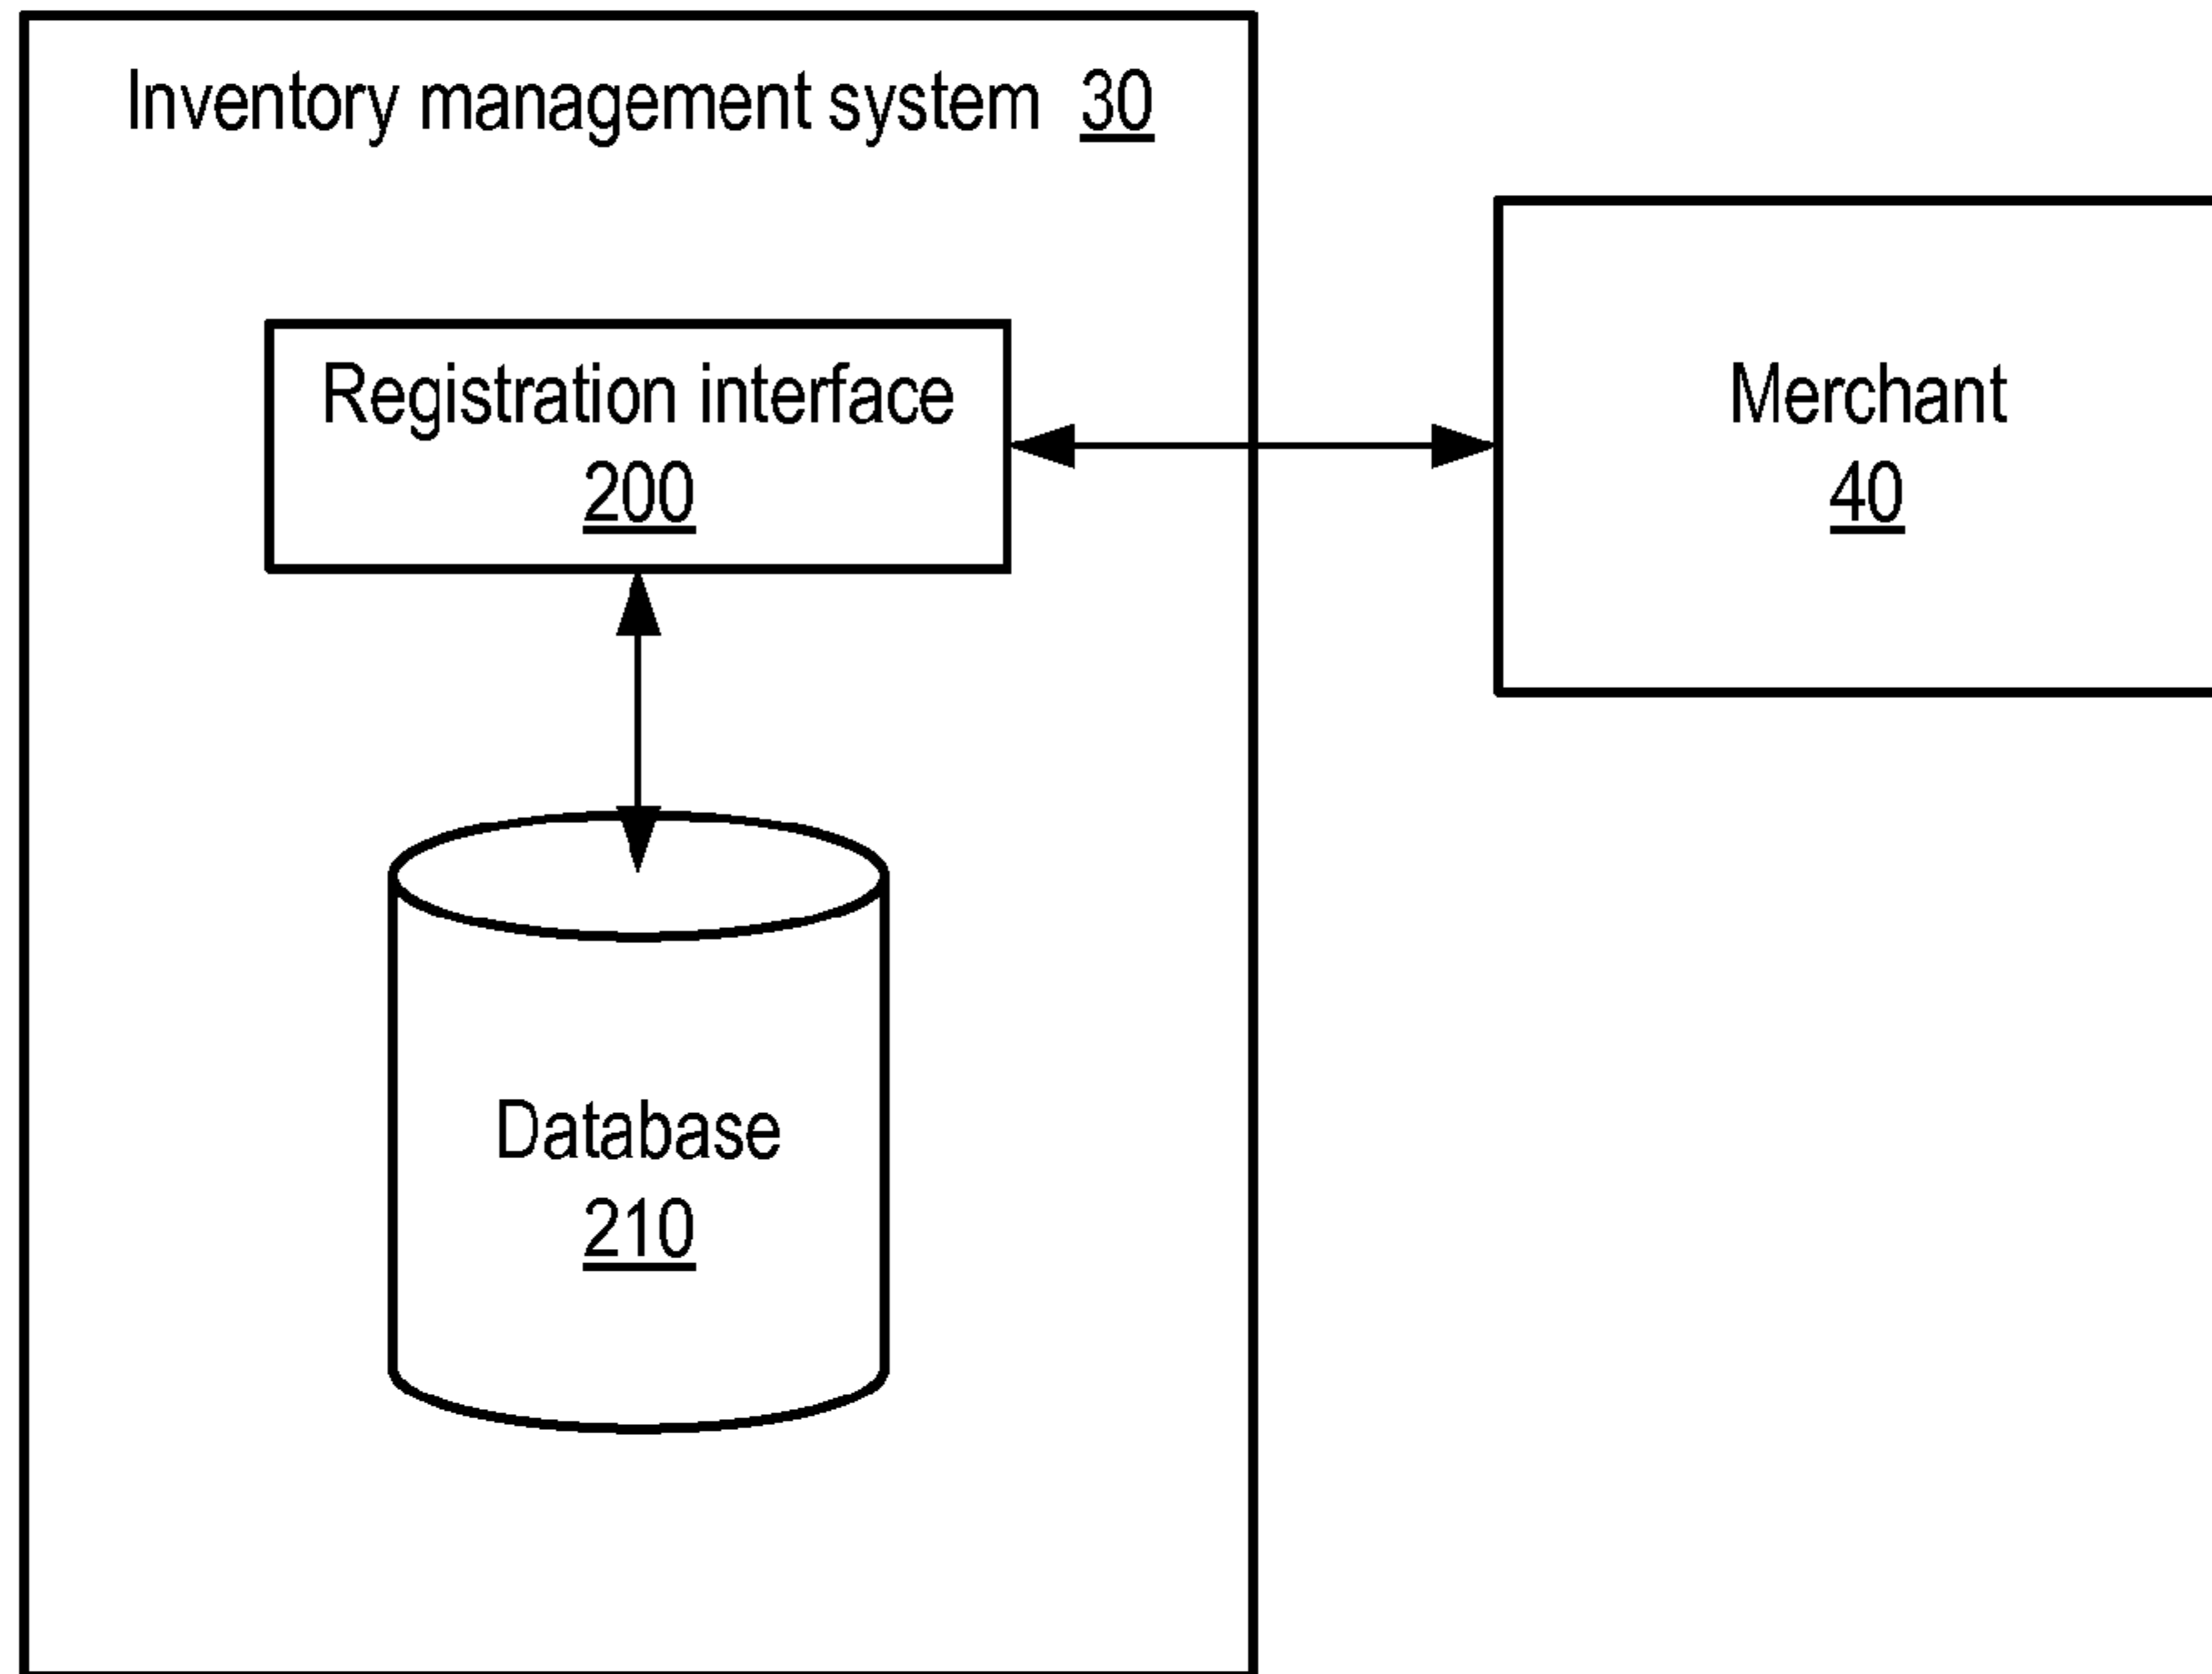 Inventory management system 30
Registration interface
200
Merchant
40
Database
210